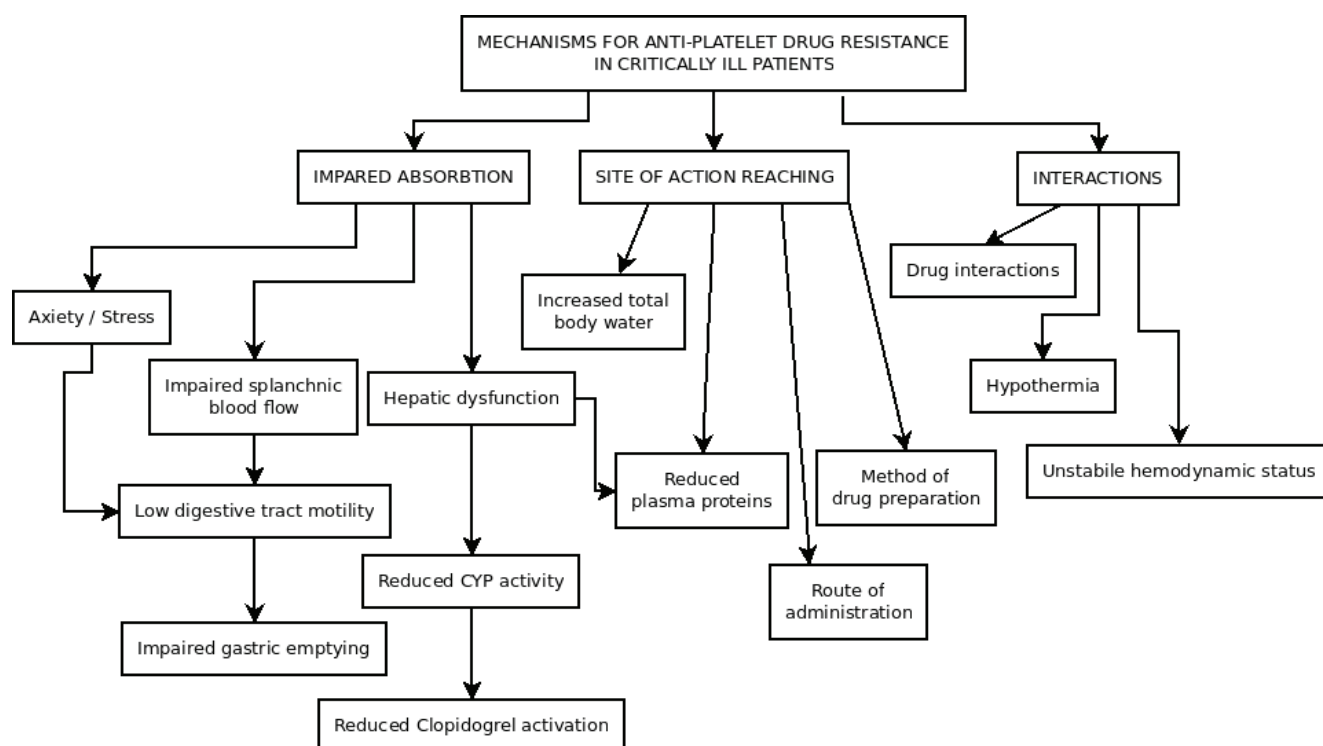 MECHANISMS FOR ANTI-PLATELET DRUG RESISTANCE
IN CRITICALLY ILL PATIENTS
IMPARED ABSORBTION
SITE OF ACTION REACHING
INTERACTIONS
Drug interactions
Axiety / Stress
Increased total
body water
Impaired splanchnic
blood flow
Hepatic dysfunction
Hypothermia
Reduced
plasma proteins
Method of
drug preparation
Unstabile hemodynamic status
Low digestive tract motility
Reduced CYP activity
Route of
administration
Impaired gastric emptying
Reduced Clopidogrel activation